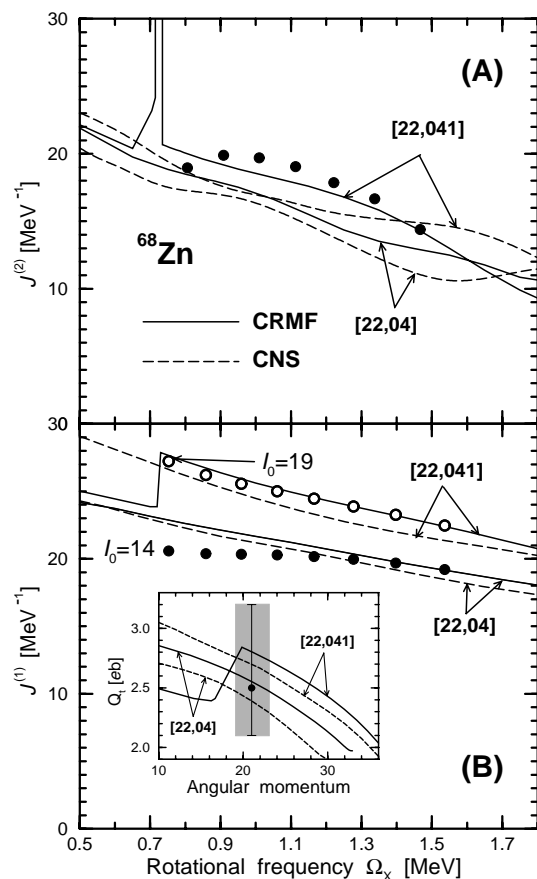 30
(A)
[22,041]
20
J(2) [MeV-1]
68Zn
CRMF
[22,04]
CNS
10
30
I0=19
[22,041]
20
I0=14
[22,04]
J(1) [MeV-1]
3.0
[22,041]
Qt [eb]
2.5
[22,04]
2.0
10 20 30
Angular momentum
(B)
10
0
0.5 0.7 0.9 1.1 1.3 1.5 1.7
Rotational frequency Ωx [MeV]